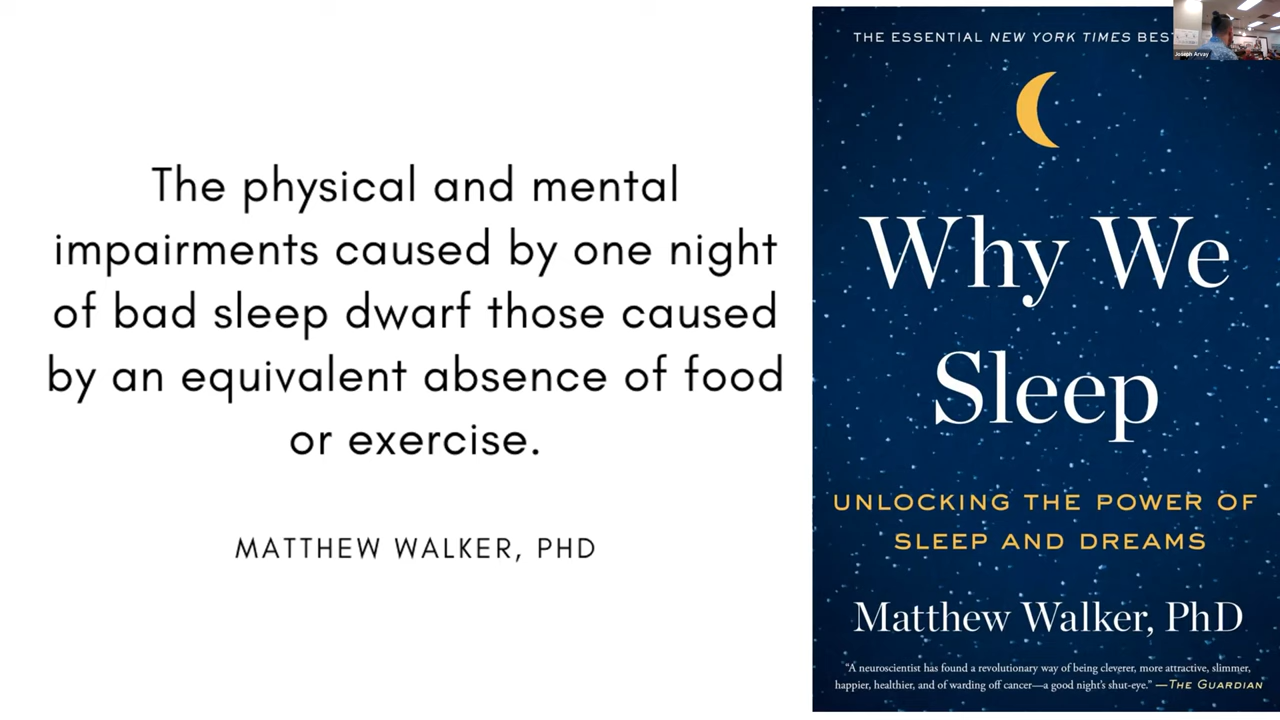 The physical and mental
impairments caused by one night
of bad sleep dwarf those caused
by an equivalent absence of food
or exercise.
MATTHEW WALKER, PHD
THE ESSENTIAL NEW YORK TIMES BEST
Joseph Arvay
Why We
Sleep
UNLOCKING THE POWER OF
SLEEP AND DREAMS
Matthew Walker, PhD
“A neuroscientist has found a revolutionary way of being cleverer, more attractive, slimmer,
happier, healthier, and of warding off cancer—a good night's shut-eye.” —THE GUARDIAN